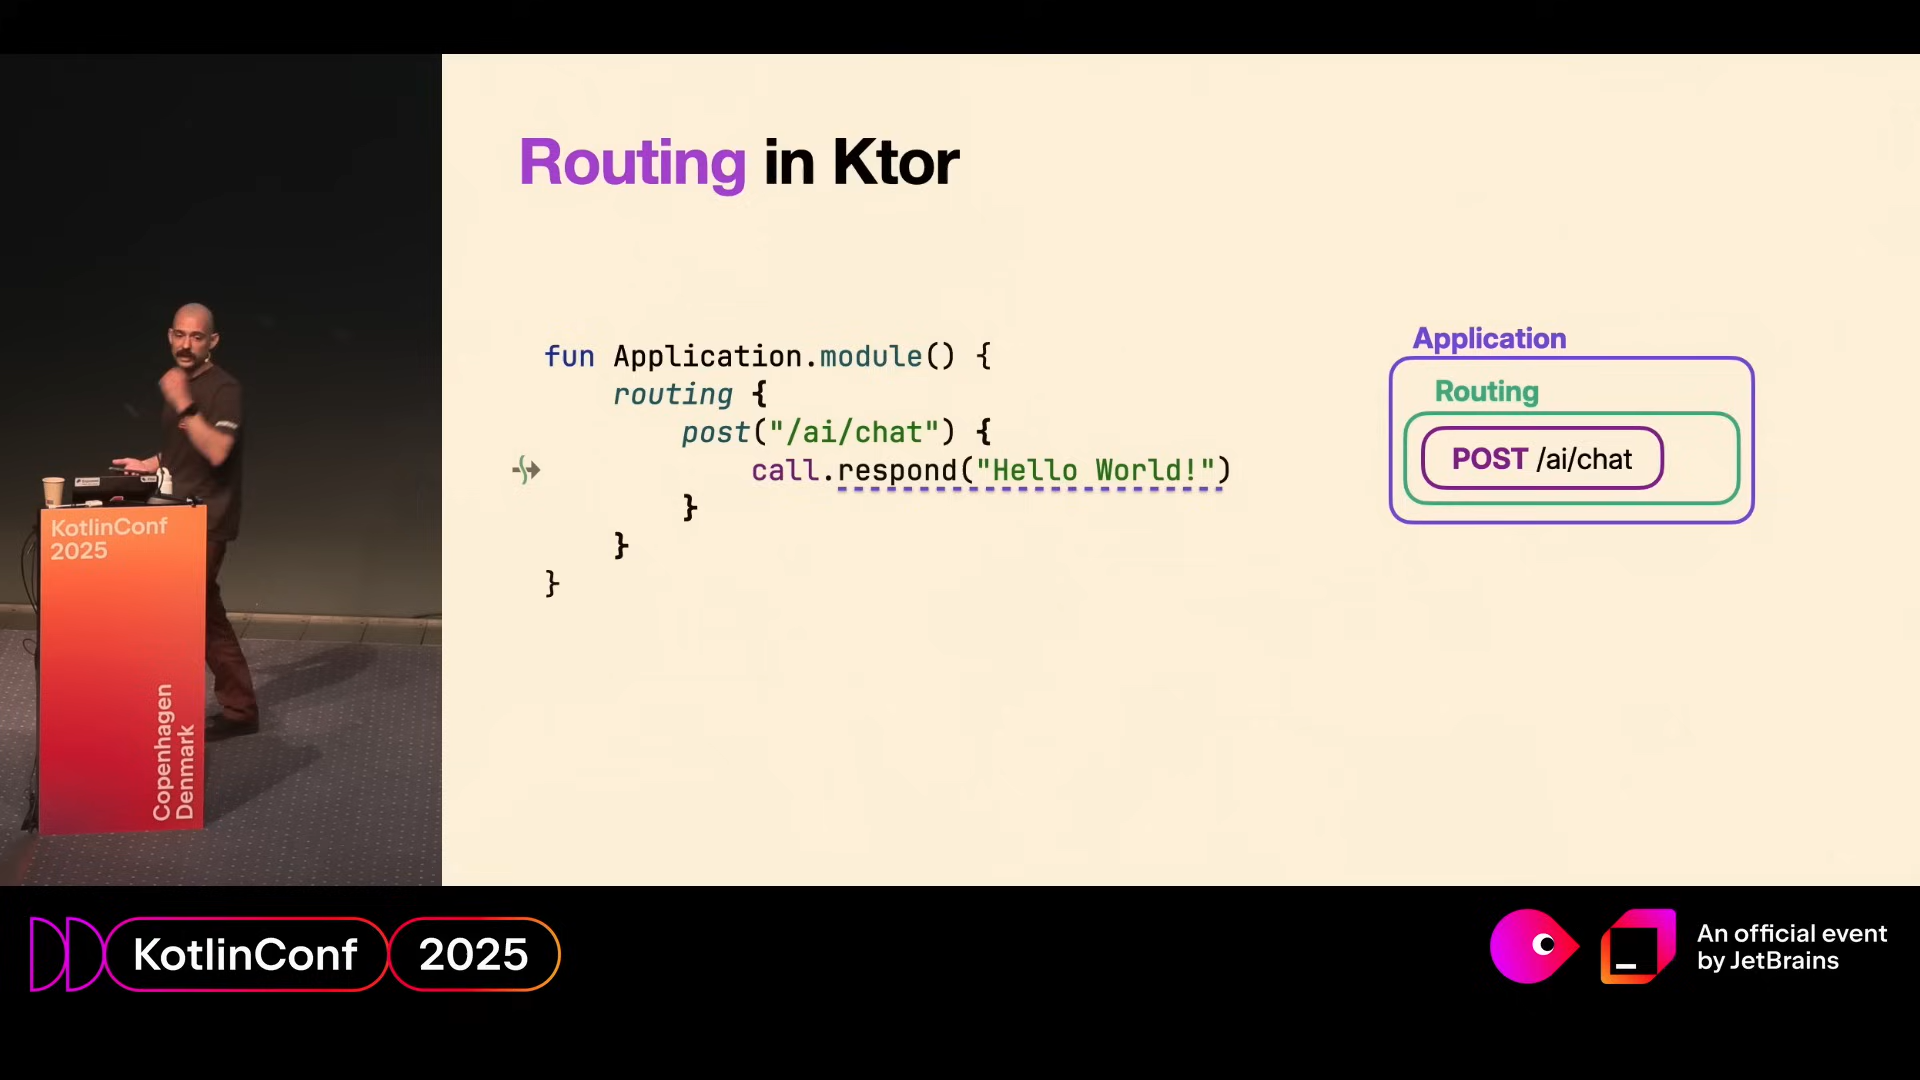 Routing in Ktor
fun Application.module() {
routing {
post("/ai/chat") {
call.respond("Hello World!")
}
}
}
Application
Routing
POST /ai/chat
KotlinConf
2025
Copenhagen
Denmark
KotlinConf 2025
An official event
by JetBrains